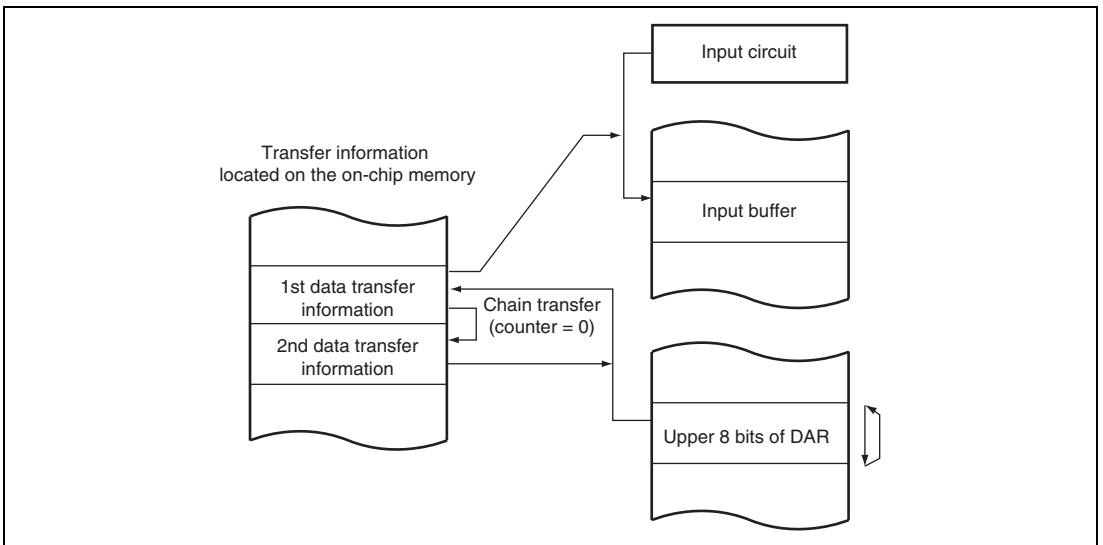 Input circuit
Transfer information
located on the on-chip memory
Input buffer
1st data transfer
information
Chain transfer
(counter = 0)
2nd data transfer
information
Upper 8 bits of DAR